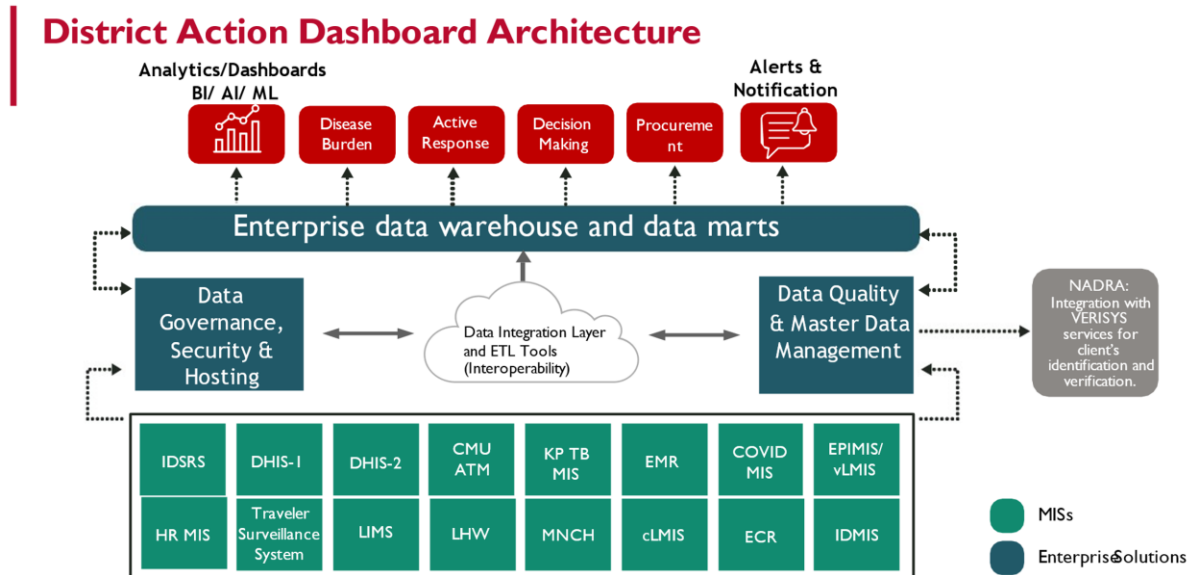 District Action Dashboard Architecture
Analytics/Dashboards
BI/ AI/ ML
Alerts &
Notification
Disease
Burden
Active
Response
Decision
Making
Procureme
nt
Enterprise data warehouse and data marts
Data
Governance,
Security &
Hosting
Data Integration Layer
and ETL Tools
(Interoperability)
Data Quality
& Master Data
Management
NADRA:
Integration with
VERISYS
services for
client's
identification and
verification.
IDSRS
DHIS-1
DHIS-2
CMU
ATM
KP TB
MIS
EMR
COVID
MIS
EPIMIS/
vLMIS
HR MIS
Traveler
Surveillance
System
LIMS
LHW
MNCH
cLMIS
ECR
IDMIS
MISs
Enterprise Solutions